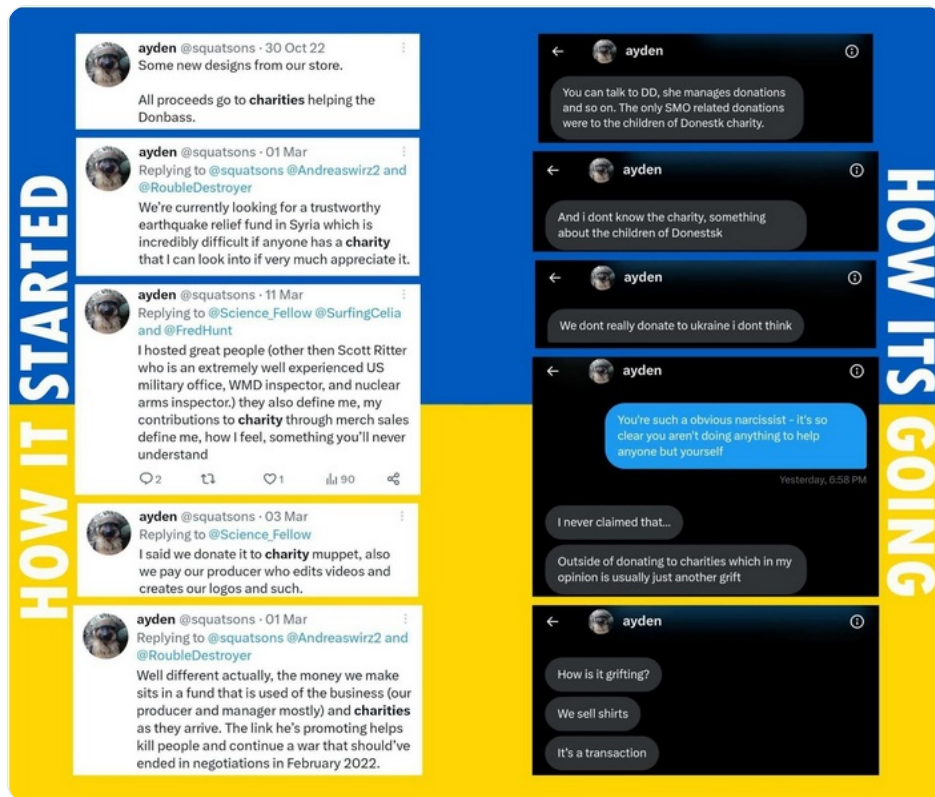 HOW IT STARTED
ayden @squatsons · 30 Oct 22
Some new designs from our store.
All proceeds go to charities helping the
Donbass.
ayden @squatsons · 01 Mar
Replying to @squatsons @Andreaswirz2 and
@RoubleDestroyer
We're currently looking for a trustworthy
earthquake relief fund in Syria which is
incredibly difficult if anyone has a charity
that I can look into if very much appreciate it.
ayden @squatsons · 11 Mar
Replying to @Science_Fellow @SurfingCelia
and @FredHunt
I hosted great people (other then Scott Ritter
who is an extremely well experienced US
military office, WMD inspector, and nuclear
arms inspector.) they also define me, my
contributions to charity through merch sales
define me, how I feel, something you'll never
understand
2 1 90
ayden @squatsons · 03 Mar
Replying to @Science_Fellow
I said we donate it to charity muppet, also
we pay our producer who edits videos and
creates our logos and such.
ayden @squatsons · 01 Mar
Replying to @squatsons @Andreaswirz2 and
@RoubleDestroyer
Well different actually, the money we make
sits in a fund that is used of the business (our
producer and manager mostly) and charities
as they arrive. The link he's promoting helps
kill people and continue a war that should've
ended in negotiations in February 2022.
HOW ITS GOING
ayden
You can talk to DD, she manages donations
and so on. The only SMO related donations
were to the children of Donestk charity.
ayden
And i dont know the charity, something
about the children of Donestsk
ayden
We dont really donate to ukraine i dont think
ayden
You're such a obvious narcissist - it's so
clear you aren't doing anything to help
anyone but yourself
Yesterday, 6:58 PM
I never claimed that...
Outside of donating to charities which in my
opinion is usually just another grift
ayden
How is it grifting?
We sell shirts
It's a transaction